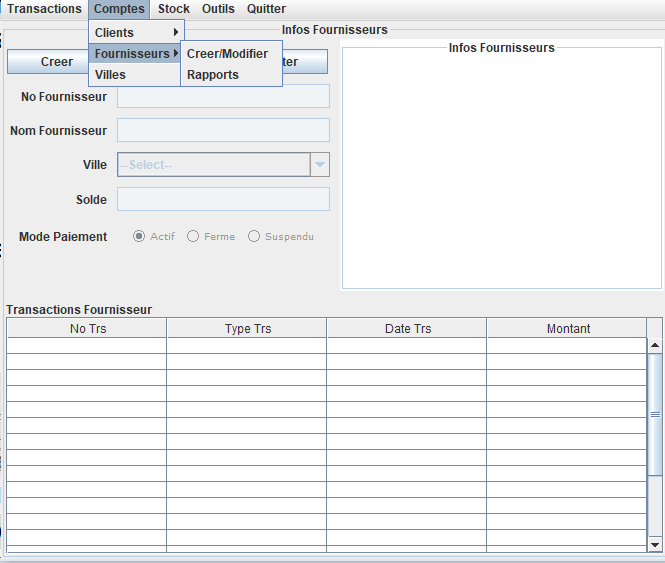 Transactions Comptes Stock Outils Quitter
Clients
Fournisseurs
Villes
Creer/Modifier
Rapports
Infos Fournisseurs
Creer
ter
No Fournisseur
Nom Fournisseur
Ville --Select--
Solde
Mode Paiement Actif Ferme Suspendu
Infos Fournisseurs
Transactions Fournisseur
No Trs Type Trs Date Trs Montant